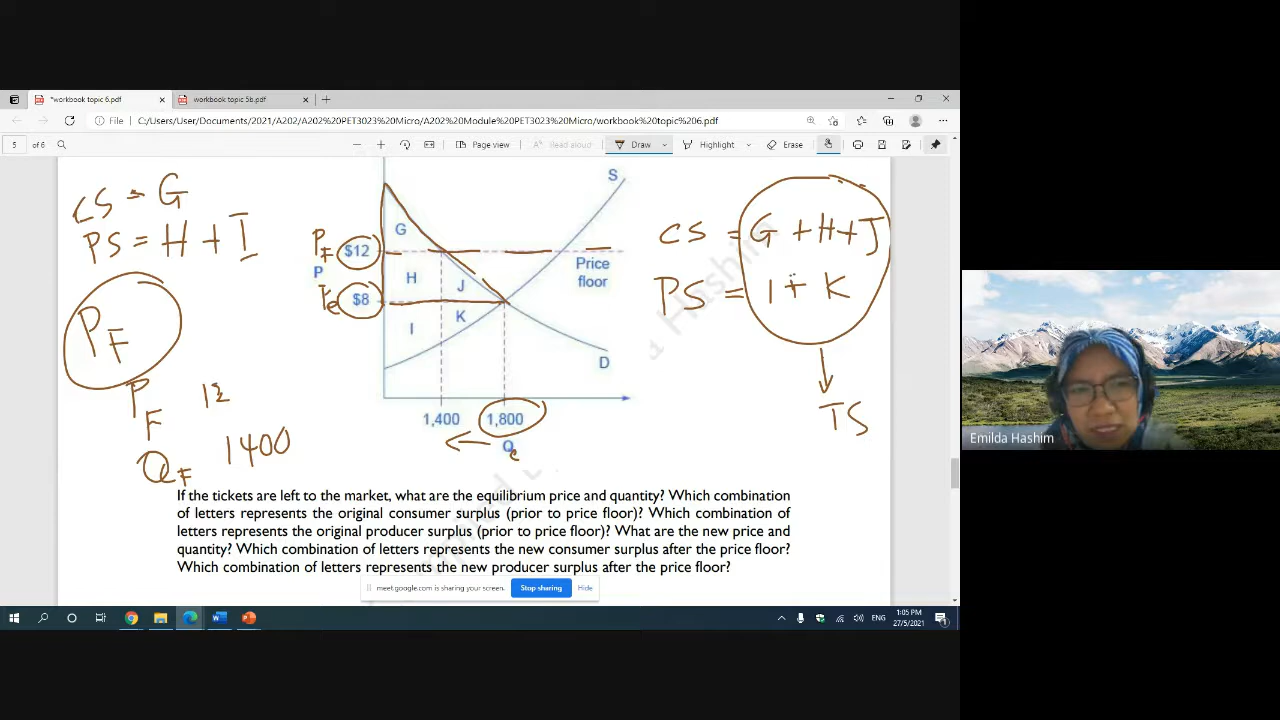 *workbook topic 6.pdf
workbook topic 5b.pdf
File
C:/Users/User/Documents/2021/A202/A202%20PET3023%20Micro/A202%20Module%20PET3023%20Micro/workbook%20topic%206.pdf
5 of 6
Page view
Read aloud
Draw
Highlight
Erase
CS = G
PS = H + I
PF
PF 12
QF 1400
S
G
PF $12
P
Price
floor
H
J
Pe $8
K
I
D
1,400
1,800
Qe
CS = G + H + J
PS = I + K
TS
If the tickets are left to the market, what are the equilibrium price and quantity? Which combination
of letters represents the original consumer surplus (prior to price floor)? Which combination of
letters represents the original producer surplus (prior to price floor)? What are the new price and
quantity? Which combination of letters represents the new consumer surplus after the price floor?
Which combination of letters represents the new producer surplus after the price floor?
meet.google.com is sharing your screen.
Stop sharing
Hide
Emilda Hashim
ENG
1:05 PM
27/5/2021